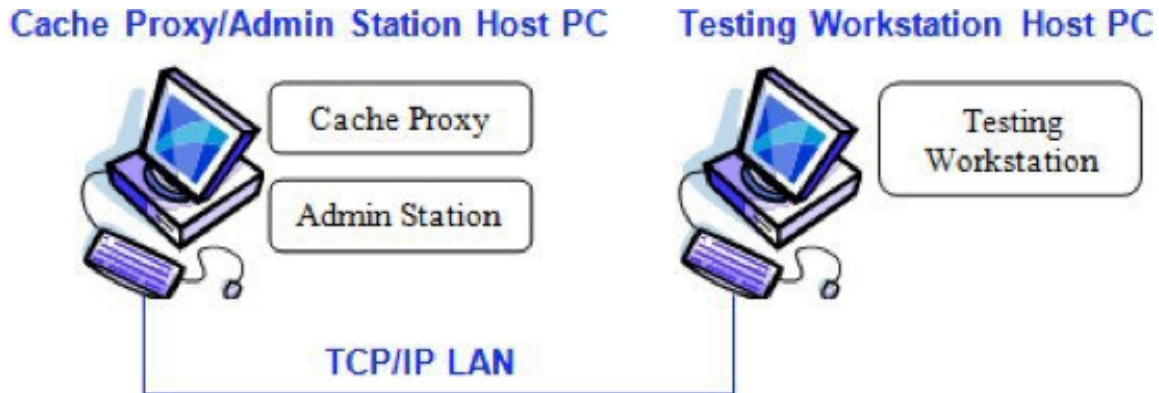 Cache Proxy/Admin Station Host PC
Testing Workstation Host PC
Cache Proxy
Admin Station
Testing
Workstation
TCP/IP LAN